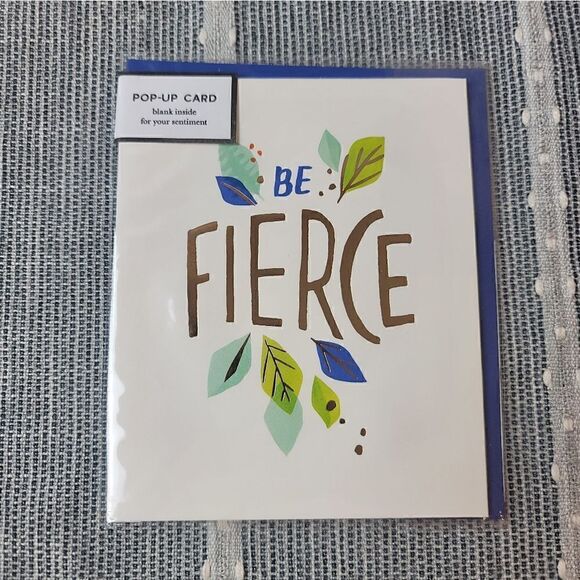 POP-UP CARD
blank inside
for your sentiment
BE
FIERCE